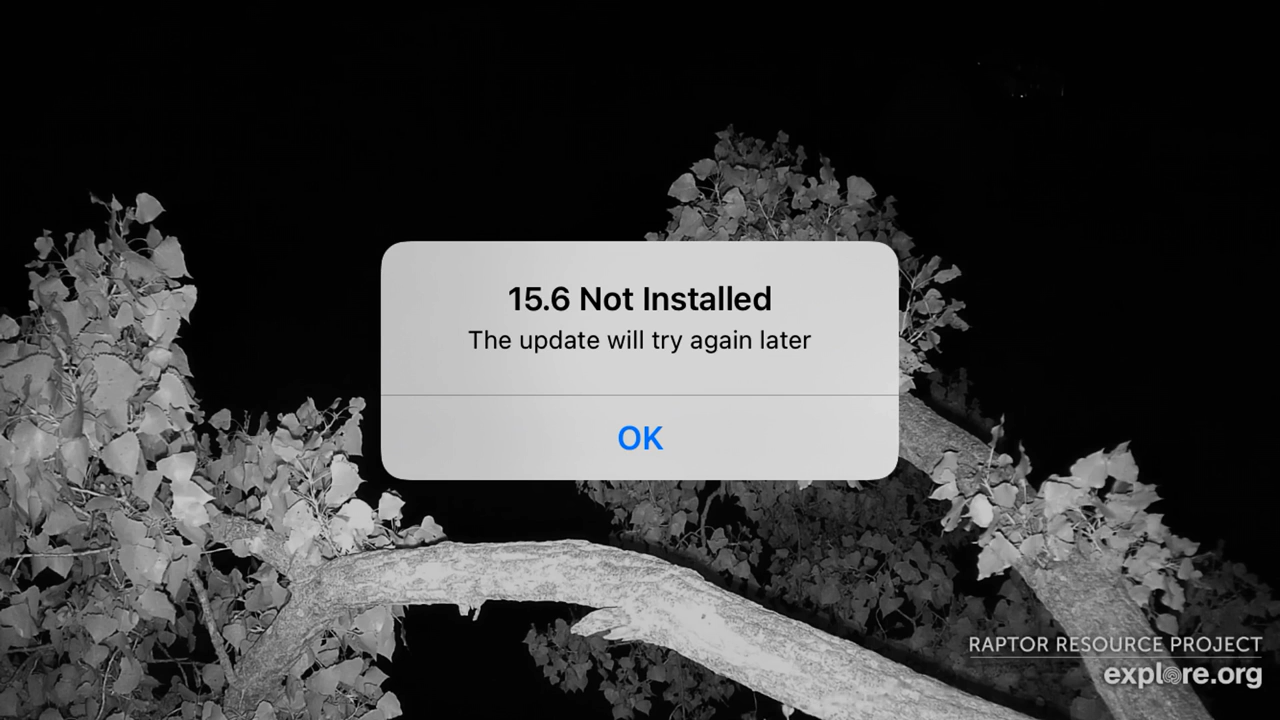 15.6 Not Installed
The update will try again later
OK
RAPTOR RESOURCE PROJECT
explore.org